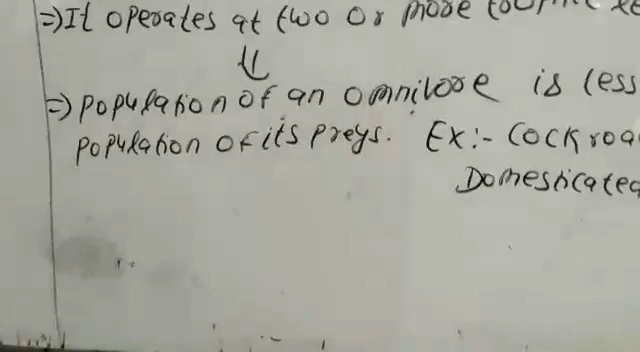 => It operates at two or more
=> population of an omnivore is less
population of its preys. Ex:- Cockroa
Domesticated